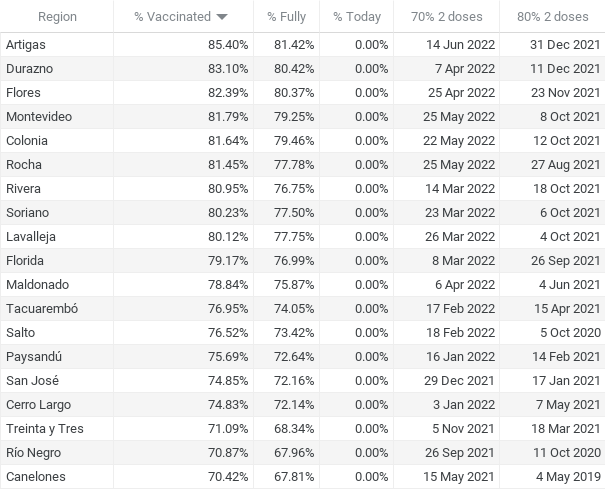 Region % Vaccinated % Fully % Today 70% 2 doses 80% 2 doses
Artigas 85.40% 81.42% 0.00% 14 Jun 2022 31 Dec 2021
Durazno 83.10% 80.42% 0.00% 7 Apr 2022 11 Dec 2021
Flores 82.39% 80.37% 0.00% 25 Apr 2022 23 Nov 2021
Montevideo 81.79% 79.25% 0.00% 25 May 2022 8 Oct 2021
Colonia 81.64% 79.46% 0.00% 22 May 2022 12 Oct 2021
Rocha 81.45% 77.78% 0.00% 25 May 2022 27 Aug 2021
Rivera 80.95% 76.75% 0.00% 14 Mar 2022 18 Oct 2021
Soriano 80.23% 77.50% 0.00% 23 Mar 2022 6 Oct 2021
Lavalleja 80.12% 77.75% 0.00% 26 Mar 2022 4 Oct 2021
Florida 79.17% 76.99% 0.00% 8 Mar 2022 26 Sep 2021
Maldonado 78.84% 75.87% 0.00% 6 Apr 2022 4 Jun 2021
Tacuarembó 76.95% 74.05% 0.00% 17 Feb 2022 15 Apr 2021
Salto 76.52% 73.42% 0.00% 18 Feb 2022 5 Oct 2020
Paysandú 75.69% 72.64% 0.00% 16 Jan 2022 14 Feb 2021
San José 74.85% 72.16% 0.00% 29 Dec 2021 17 Jan 2021
Cerro Largo 74.83% 72.14% 0.00% 3 Jan 2022 7 May 2021
Treinta y Tres 71.09% 68.34% 0.00% 5 Nov 2021 18 Mar 2021
Río Negro 70.87% 67.96% 0.00% 26 Sep 2021 11 Oct 2020
Canelones 70.42% 67.81% 0.00% 15 May 2021 4 May 2019